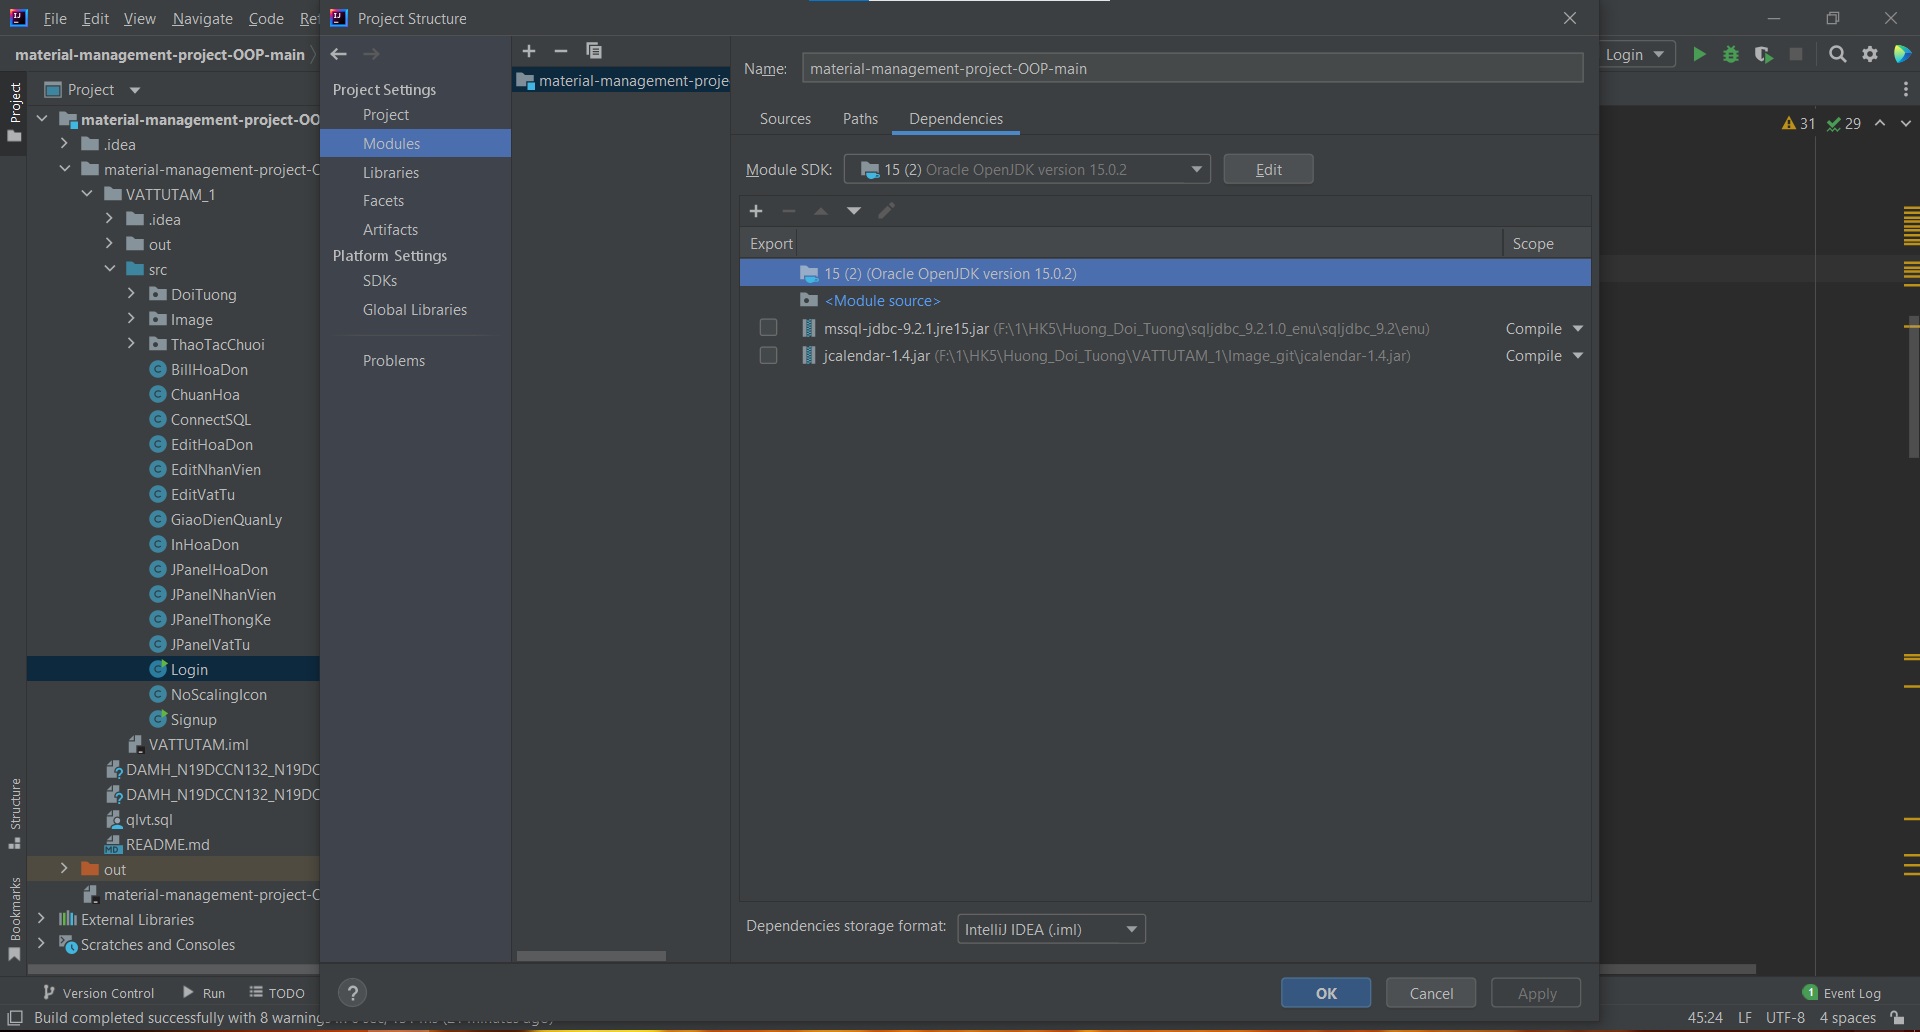 File Edit View Navigate Code
Project Structure
material-management-project-OOP-main
Login
Project
Project
material-management-project-OO
.idea
material-management-project-O
VATTUTAM_1
.idea
out
src
DoiTuong
Image
ThaoTacChuoi
BillHoaDon
ChuanHoa
ConnectSQL
EditHoaDon
EditNhanVien
EditVatTu
GiaoDienQuanLy
InHoaDon
JPanelHoaDon
JPanelNhanVien
JPanelThongKe
JPanelVatTu
Login
NoScalingIcon
Signup
VATTUTAM.iml
DAMH_N19DCCN132_N19DC
DAMH_N19DCCN132_N19DC
qlvt.sql
README.md
out
material-management-project-O
External Libraries
Scratches and Consoles
Structure
Bookmarks
Project Settings
Project
Modules
Libraries
Facets
Artifacts
Platform Settings
SDKs
Global Libraries
Problems
material-management-proje
Name: material-management-project-OOP-main
Sources Paths Dependencies
Module SDK: 15 (2) Oracle OpenJDK version 15.0.2 Edit
Export Scope
15 (2) (Oracle OpenJDK version 15.0.2)
<Module source>
mssql-jdbc-9.2.1.jre15.jar (F:\1\HK5\Huong_Doi_Tuong\sqljdbc_9.2.1.0_enu\sqljdbc_9.2\enu) Compile
jcalendar-1.4.jar (F:\1\HK5\Huong_Doi_Tuong\VATTUTAM_1\Image_git\jcalendar-1.4.jar) Compile
Dependencies storage format: IntelliJ IDEA (.iml)
? OK Cancel Apply
31 29
Version Control Run TODO
1 Event Log
Build completed successfully with 8 warnings
45:24 LF UTF-8 4 spaces